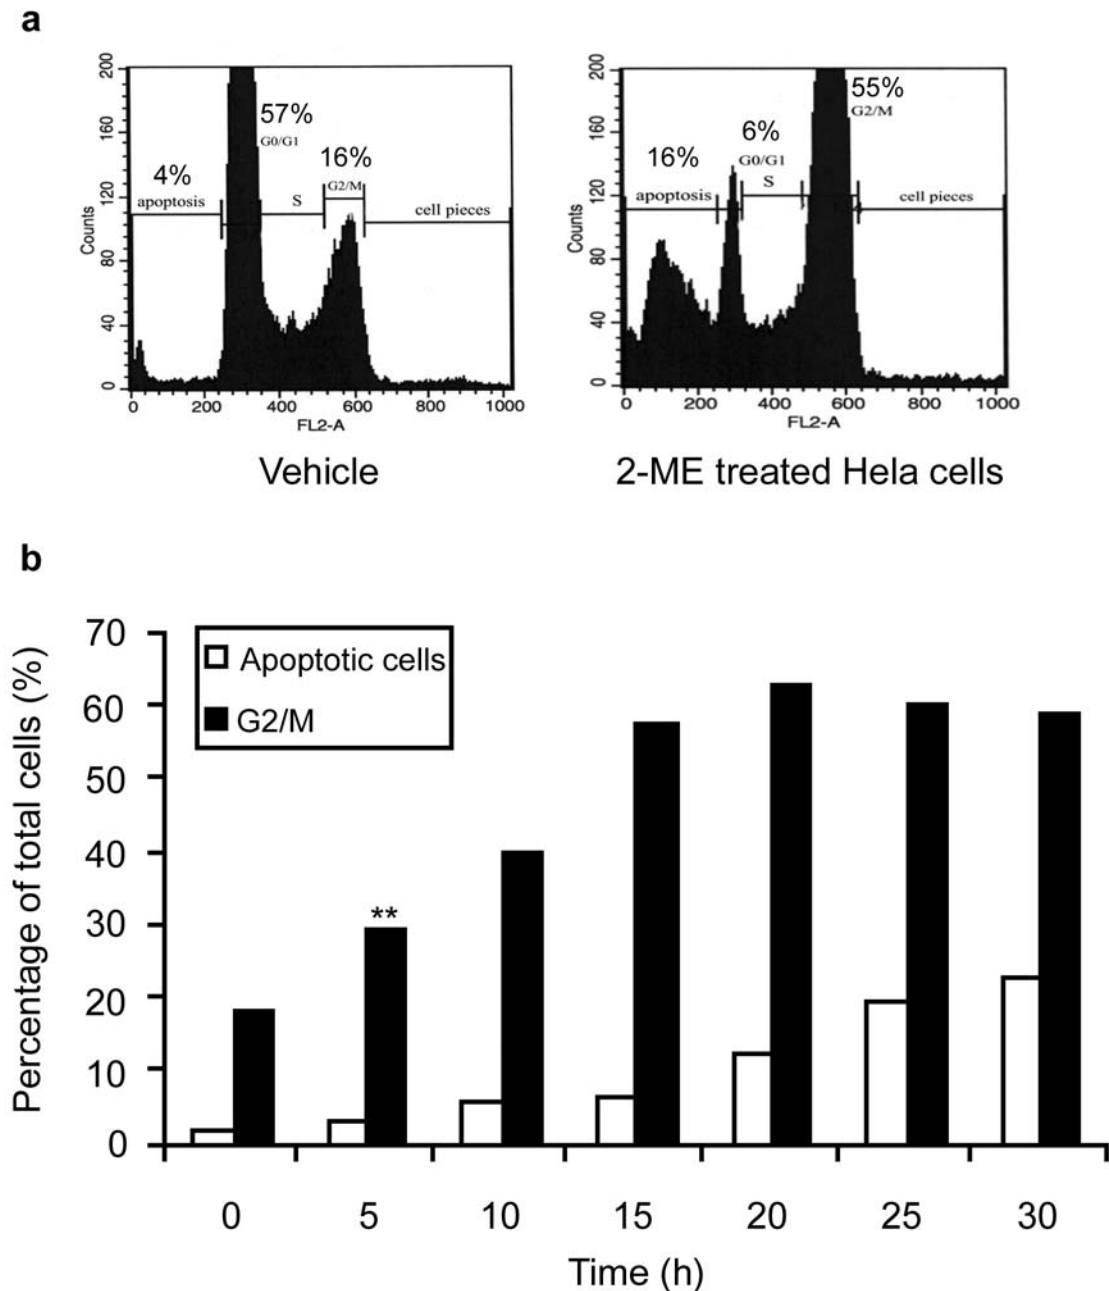 a
200
160
120
80
40
0
Counts
57%
G0/G1
4%
apoptosis
S
16%
G2/M
cell pieces
0 200 400 600 800 1000
FL2-A
Vehicle
200
160
120
80
40
0
Counts
55%
G2/M
6%
G0/G1
16%
apoptosis
S
cell pieces
0 200 400 600 800 1000
FL2-A
2-ME treated Hela cells
b
Percentage of total cells (%)
70
60
50
40
30
20
10
0
Apoptotic cells
G2/M
**
0 5 10 15 20 25 30
Time (h)